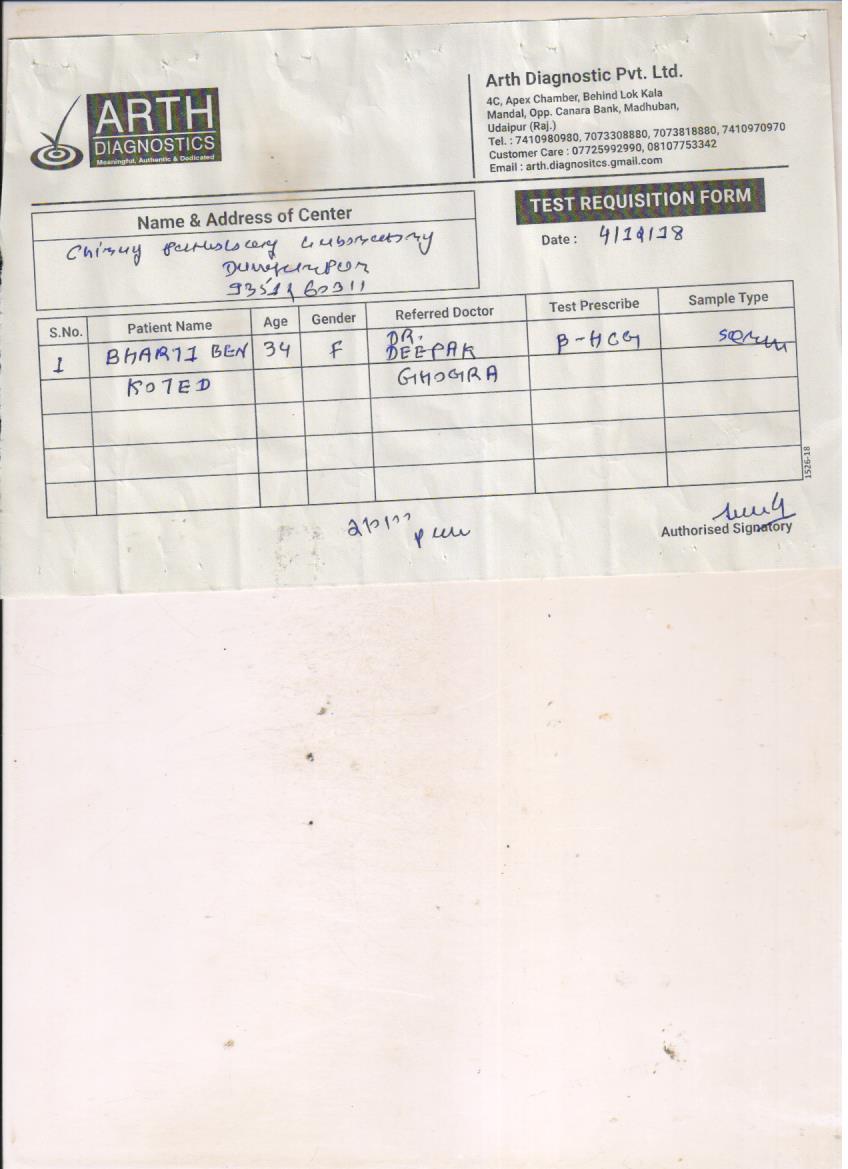 ARTH
DIAGNOSTICS
Meaningful, Authentic & Dedicated
Arth Diagnostic Pvt. Ltd.
4C, Apex Chamber, Behind Lok Kala
Mandal, Opp. Canara Bank, Madhuban,
Udaipur (Raj.)
Tel. : 7410980980, 7073308880, 7073818880, 7410970970
Customer Care : 07725992990, 08107753342
Email : arth.diagnositcs.gmail.com
TEST REQUISITION FORM
Date :
Name & Address of Center
Laboratory
S.No. Patient Name Age Gender Referred Doctor Test Prescribe Sample Type
1 BHARTI BEN 34 F DR. DEEPAK β-HCG serum
KOTED GHOGRA
1526-18
Authorised Signatory